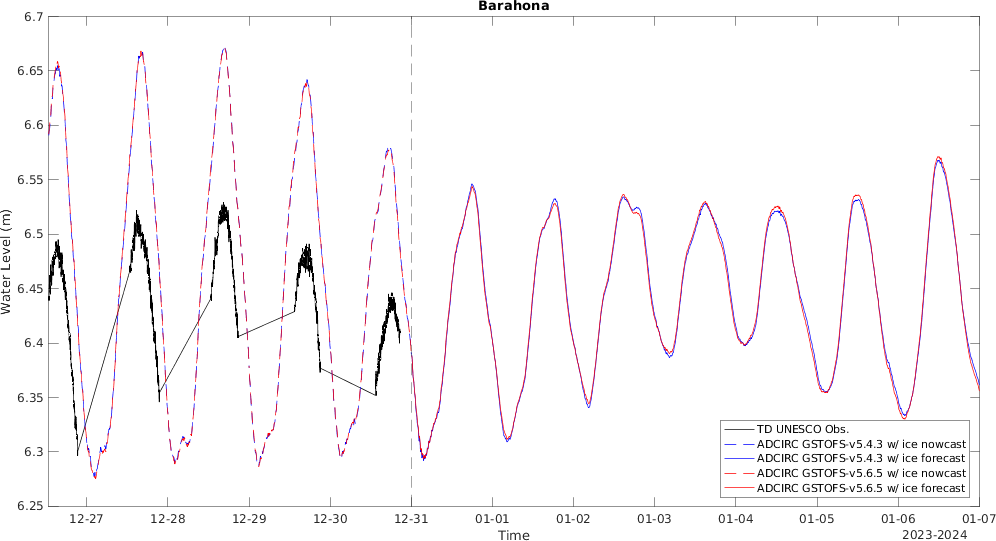 Barahona
6.7
6.65
6.6
6.55
6.5
6.45
6.4
6.35
6.3
6.25
Water Level (m)
TD UNESCO Obs.
ADCIRC GSTOFS-v5.4.3 w/ ice nowcast
ADCIRC GSTOFS-v5.4.3 w/ ice forecast
ADCIRC GSTOFS-v5.6.5 w/ ice nowcast
ADCIRC GSTOFS-v5.6.5 w/ ice forecast
12-27 12-28 12-29 12-30 12-31 01-01 01-02 01-03 01-04 01-05 01-06 01-07
Time
2023-2024